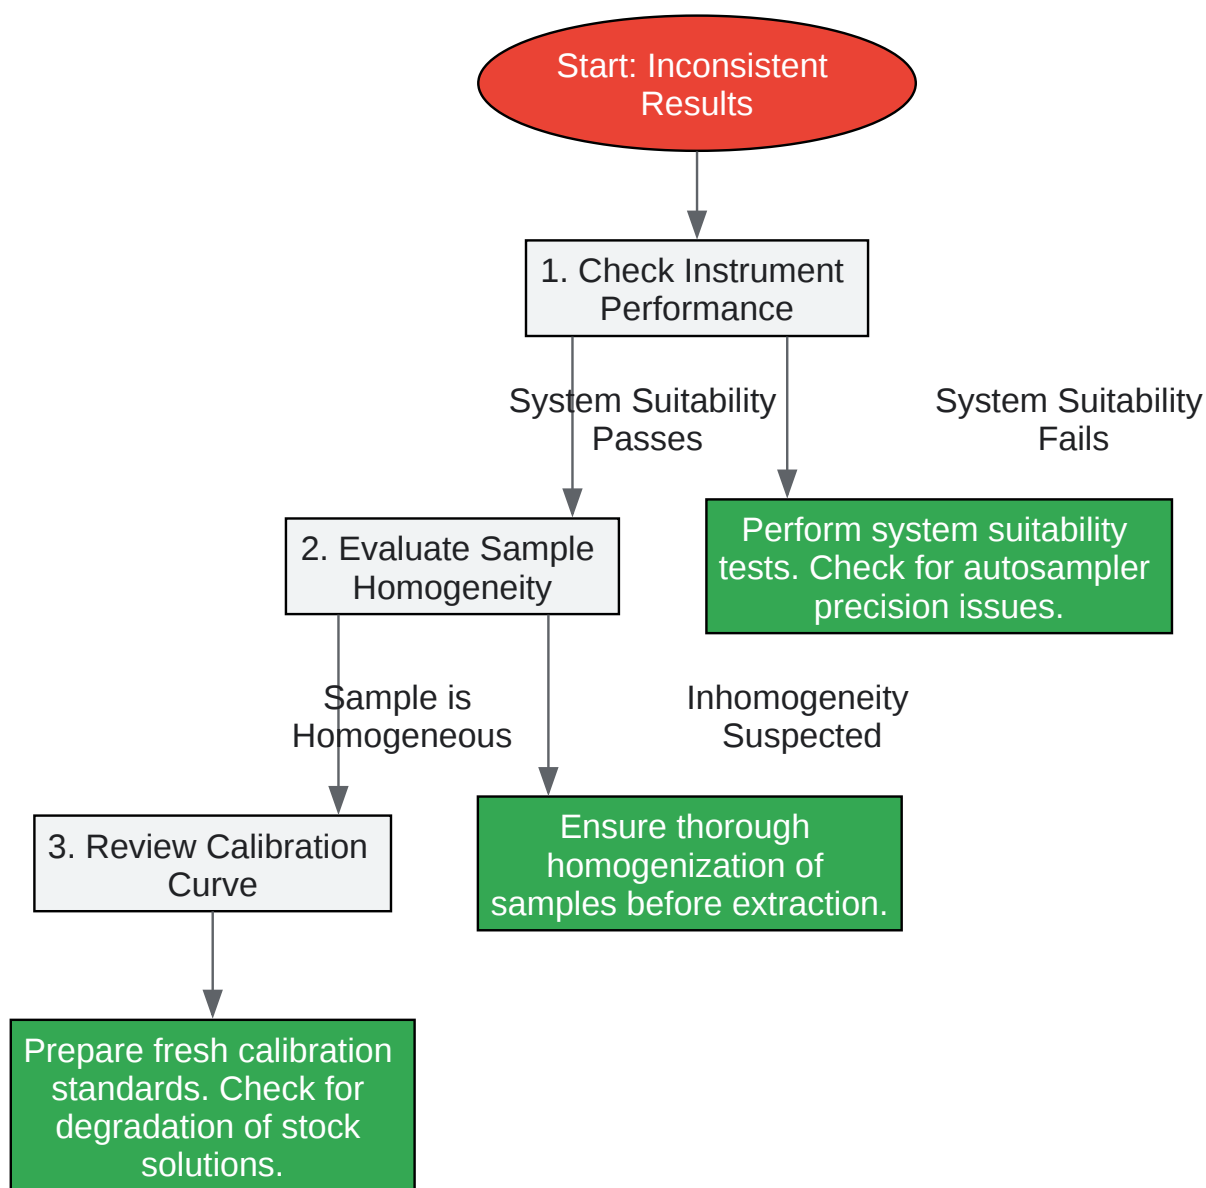 Start: Inconsistent
Results
1. Check Instrument
Performance
System Suitability
Passes
System Suitability
Fails
Perform system suitability
tests. Check for autosampler
precision issues.
2. Evaluate Sample
Homogeneity
Sample is
Homogeneous
Inhomogeneity
Suspected
Ensure thorough
homogenization of
samples before extraction.
3. Review Calibration
Curve
Prepare fresh calibration
standards. Check for
degradation of stock
solutions.